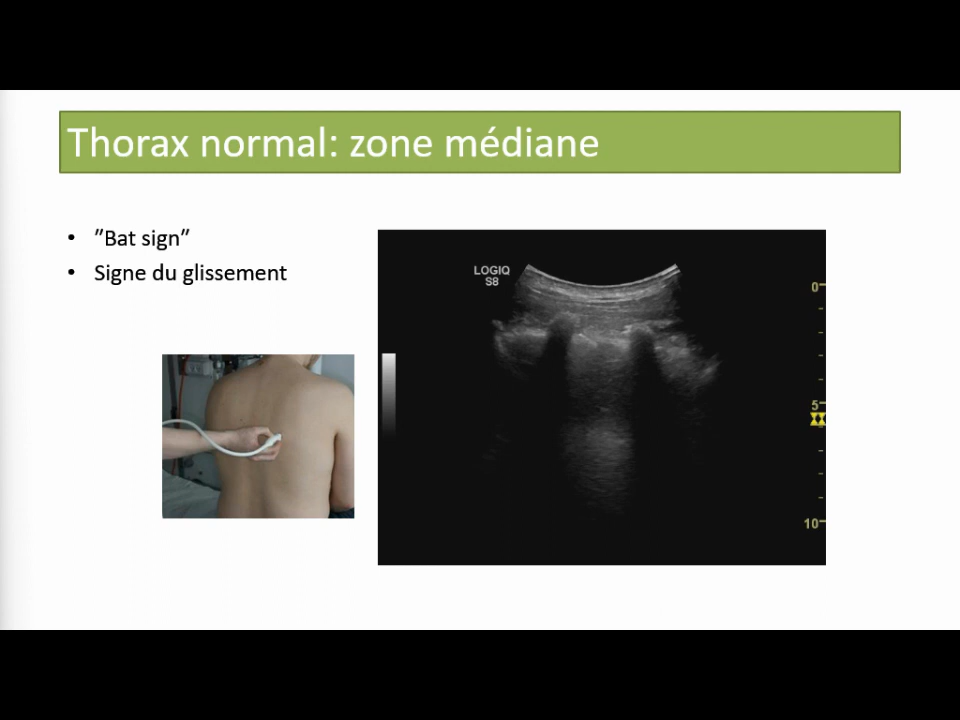 Thorax normal: zone médiane
• "Bat sign"
• Signe du glissement
LOGIQ
S8
0
5
10